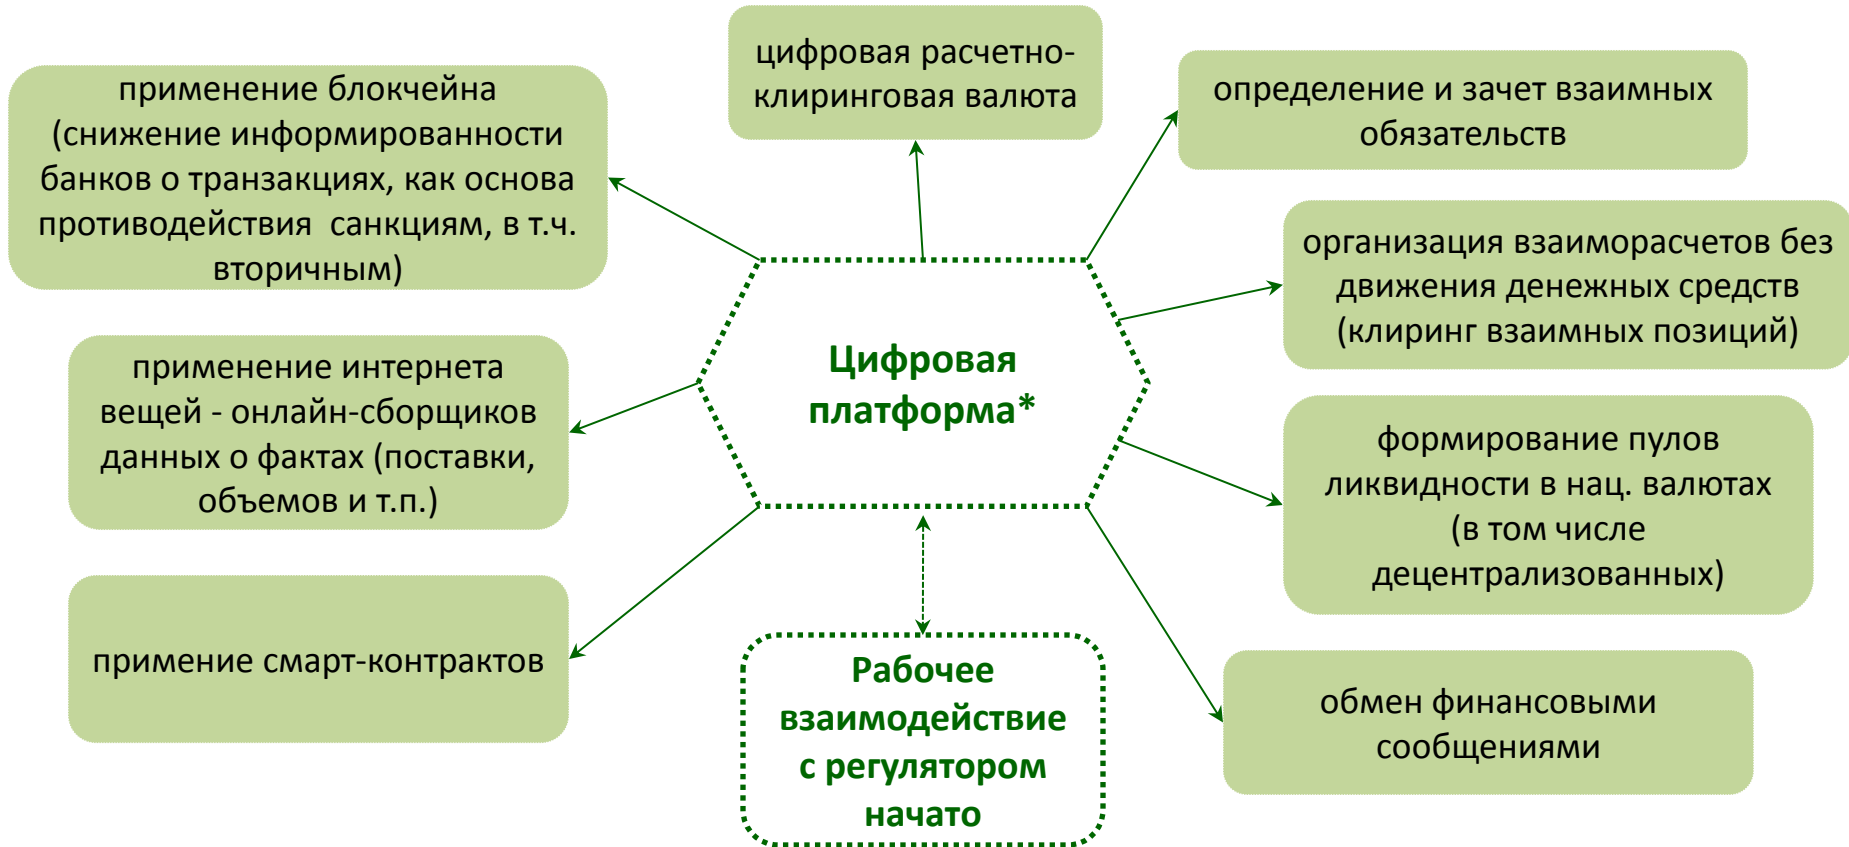 применение блокчейна
(снижение информированности
банков о транзакциях, как основа
противодействия  санкциям, в т.ч.
вторичным)
применение интернета
вещей - онлайн-сборщиков
данных о фактах (поставки,
объемов и т.п.)
примение смарт-контрактов
цифровая расчетно-
клиринговая валюта
Цифровая
платформа*
Рабочее
взаимодействие
с регулятором
начато
определение и зачет взаимных
обязательств
организация взаиморасчетов без
движения денежных средств
(клиринг взаимных позиций)
формирование пулов
ликвидности в нац. валютах
(в том числе
децентрализованных)
обмен финансовыми
сообщениями